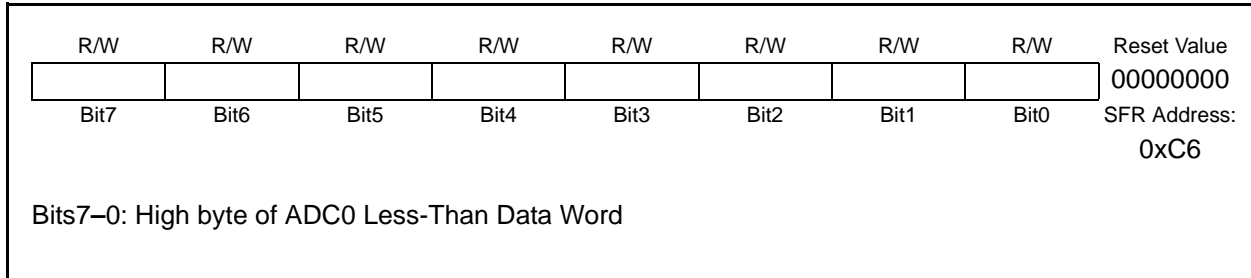 R/W R/W R/W R/W R/W R/W R/W R/W Reset Value
00000000
Bit7 Bit6 Bit5 Bit4 Bit3 Bit2 Bit1 Bit0 SFR Address:
0xC6
Bits7–0: High byte of ADC0 Less-Than Data Word